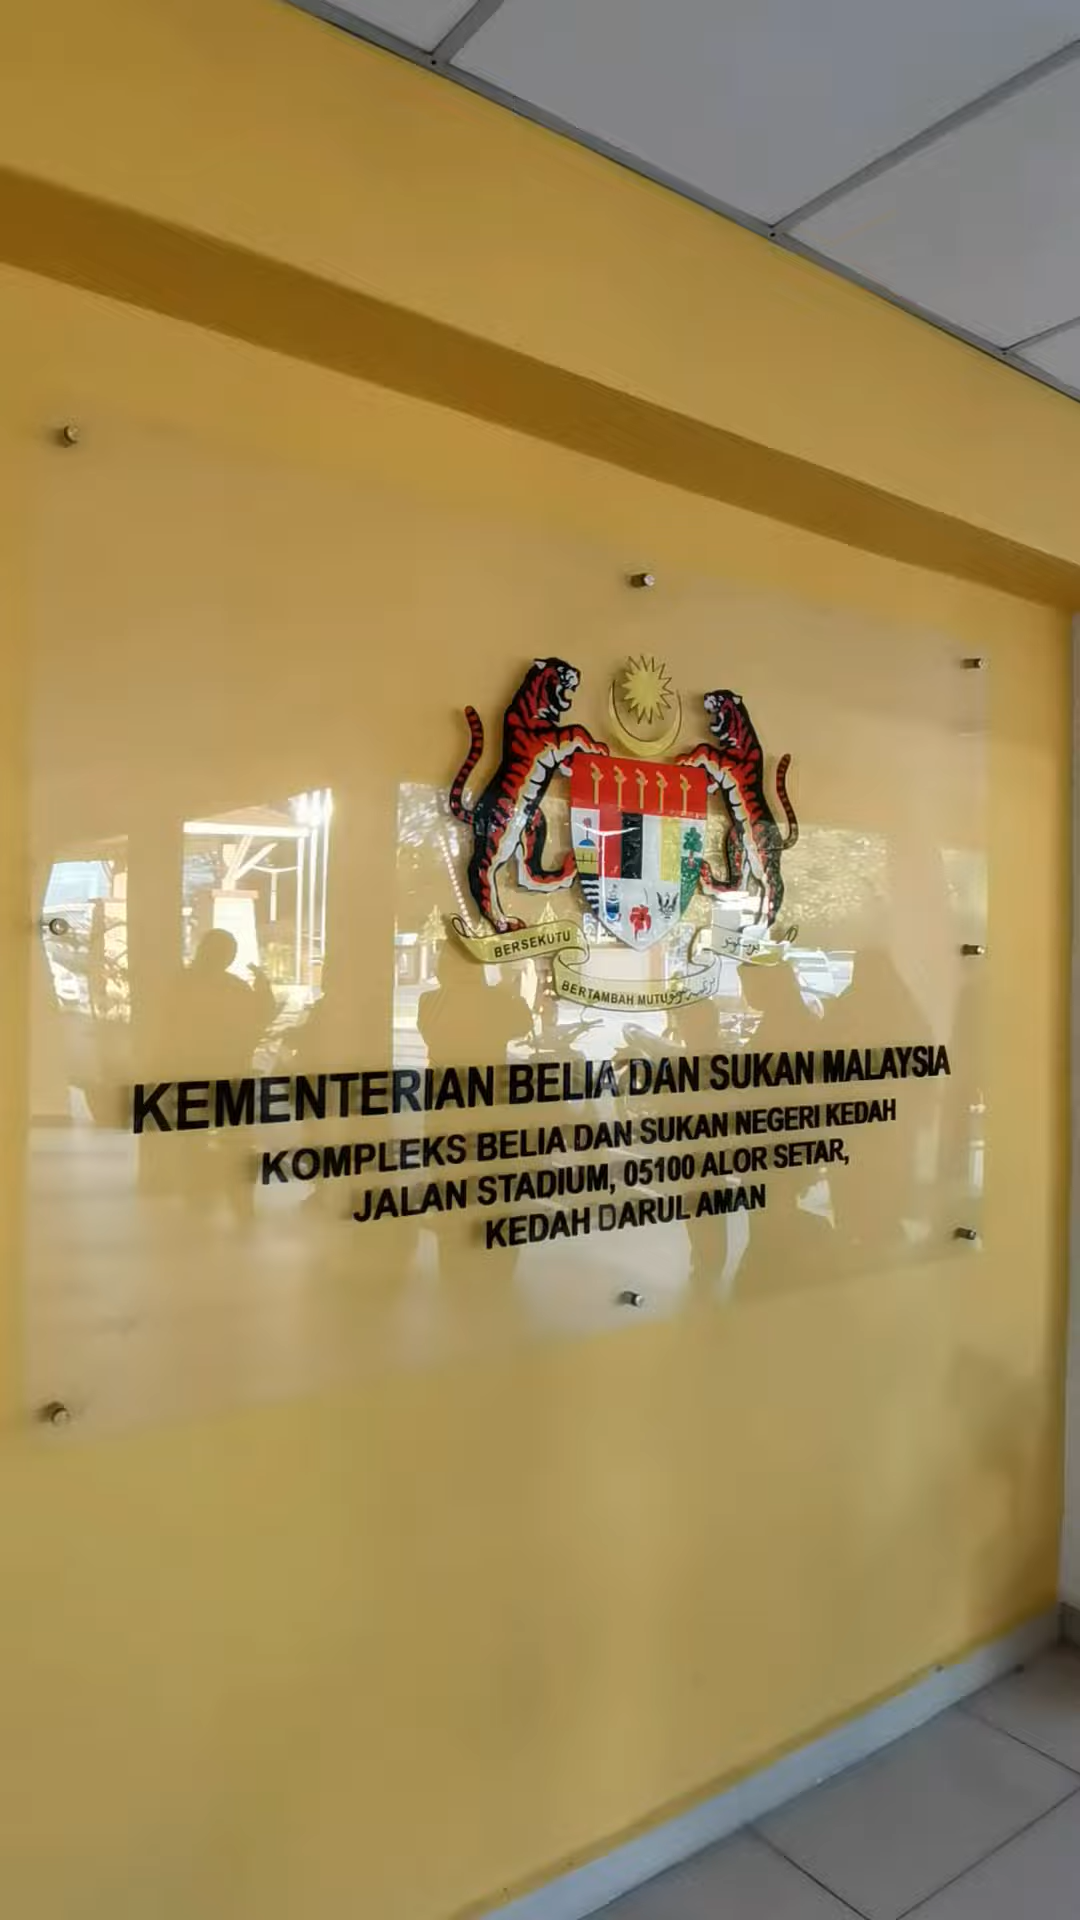 BERSEKUTU
BERTAMBAH MUTU
KEMENTERIAN BELIA DAN SUKAN MALAYSIA
KOMPLEKS BELIA DAN SUKAN NEGERI KEDAH
JALAN STADIUM, 05100 ALOR SETAR,
KEDAH DARUL AMAN